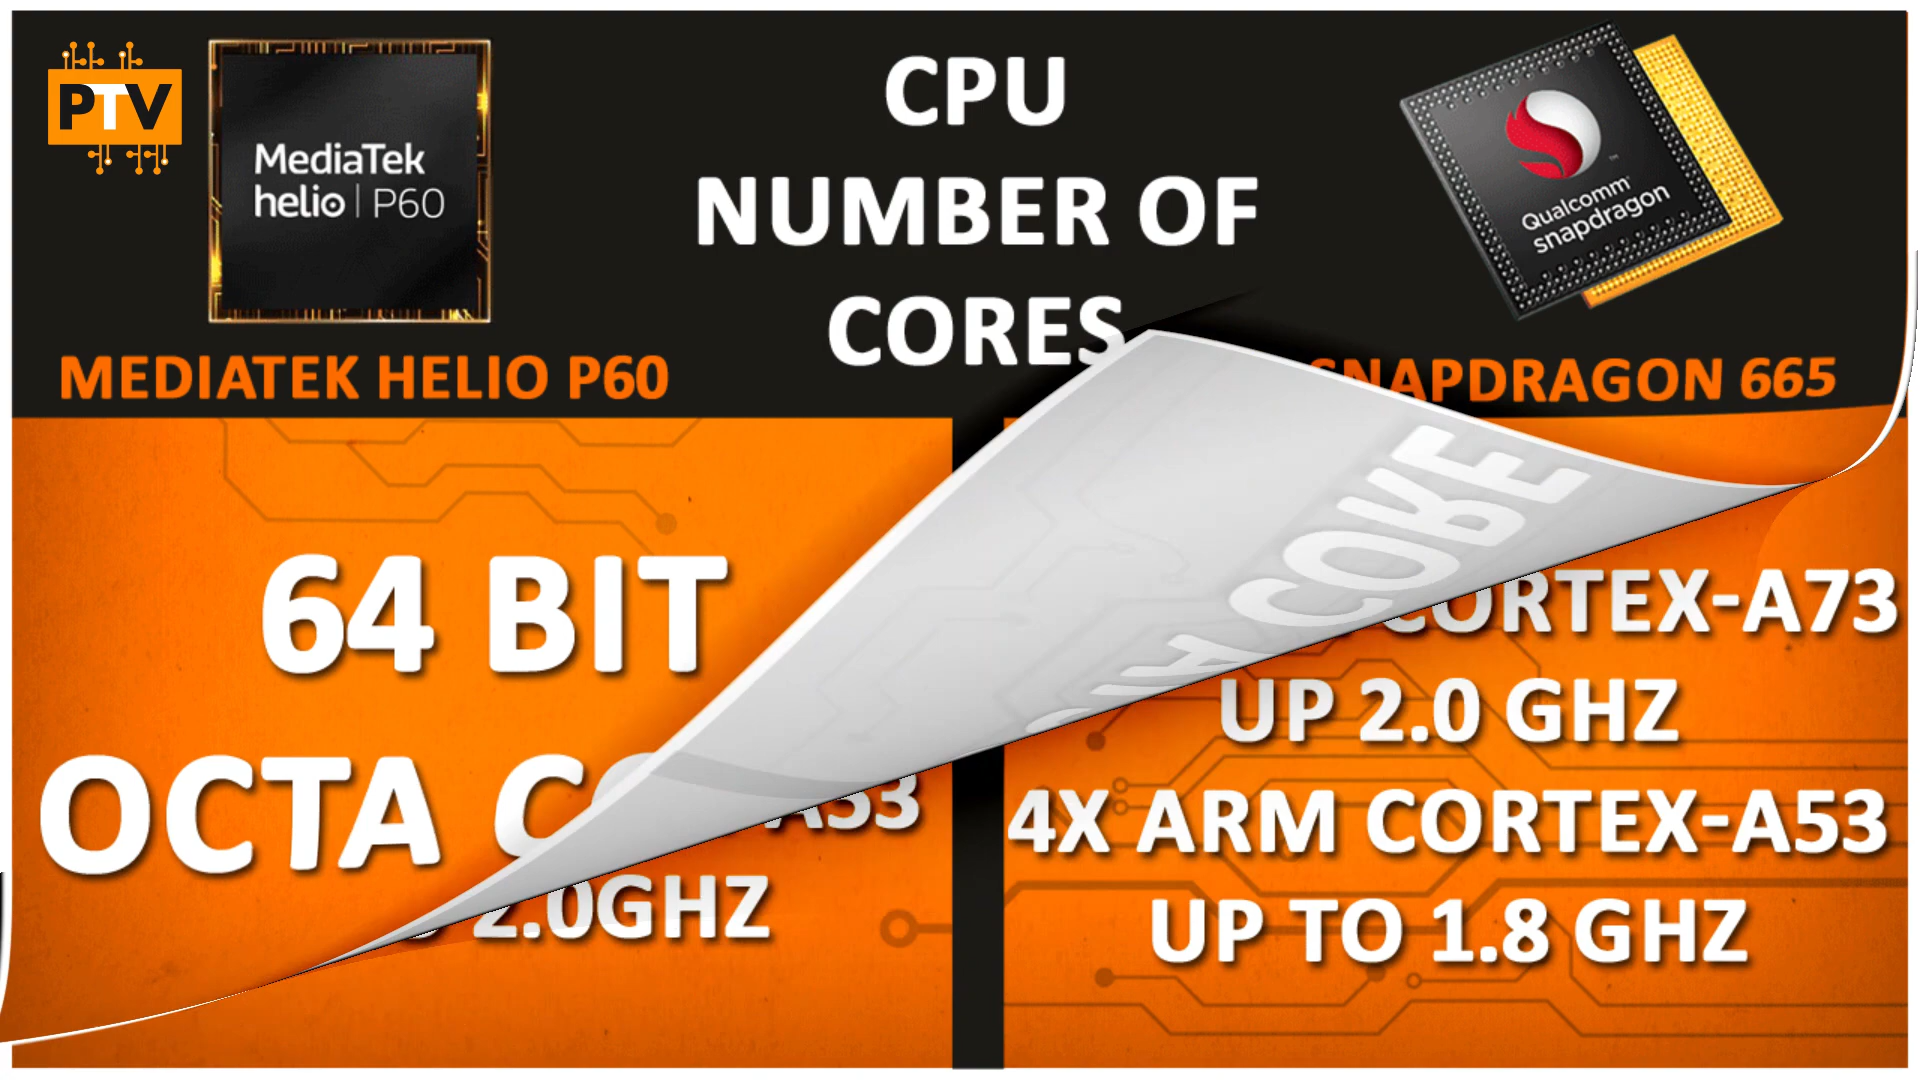 PTV
MediaTek
helio | P60
CPU
NUMBER OF
CORES
Qualcomm
snapdragon
MEDIATEK HELIO P60
SNAPDRAGON 665
64 BIT
OCTA
CORE
CORTEX-A73
UP 2.0 GHZ
A53
4X ARM CORTEX-A53
2.0GHZ
UP TO 1.8 GHZ